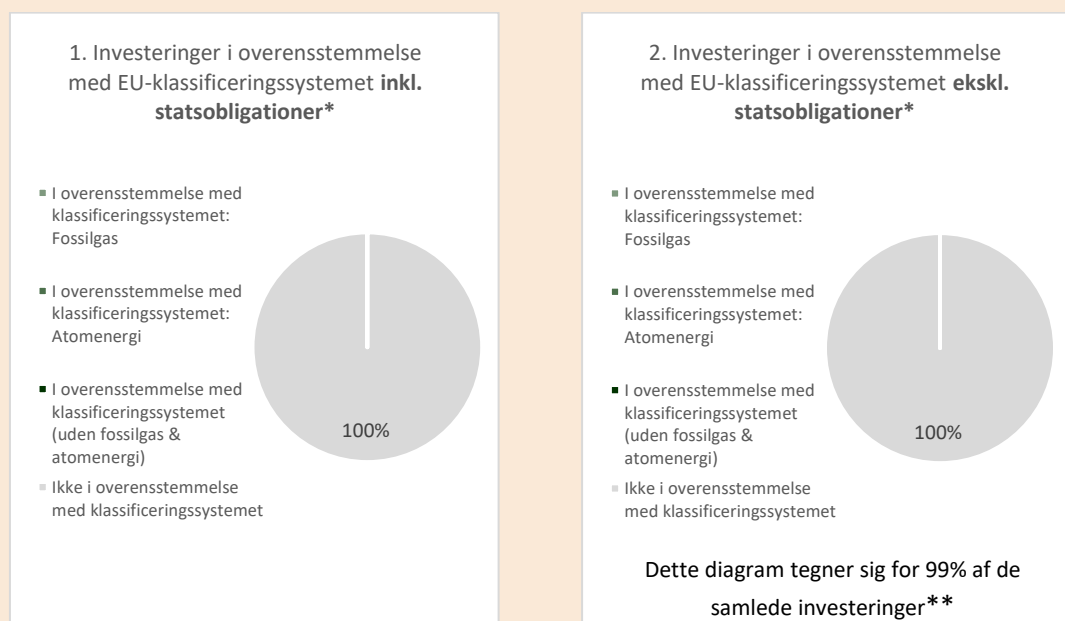 1. Investeringer i overensstemmelse
med EU-klassificeringssystemet inkl.
statsobligationer*
I overensstemmelse med
klassificeringssystemet:
Fossilgas
I overensstemmelse med
klassificeringssystemet:
Atomenergi
I overensstemmelse med
klassificeringssystemet
(uden fossilgas &
atomenergi)
Ikke i overensstemmelse
med klassificeringssystemet
100%
2. Investeringer i overensstemmelse
med EU-klassificeringssystemet ekskl.
statsobligationer*
I overensstemmelse med
klassificeringssystemet:
Fossilgas
I overensstemmelse med
klassificeringssystemet:
Atomenergi
I overensstemmelse med
klassificeringssystemet
(uden fossilgas &
atomenergi)
Ikke i overensstemmelse
med klassificeringssystemet
100%
Dette diagram tegner sig for 99% af de
samlede investeringer**